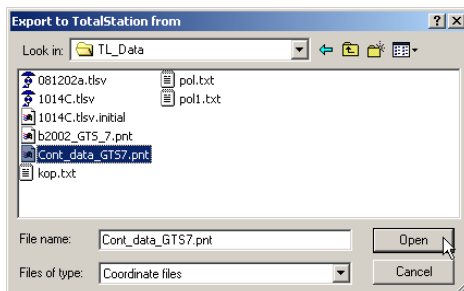 Export to TotalStation from
Look in: TL_Data
081202a.tlsv
1014C.tlsv
1014C.tlsv.initial
b2002_GTS_7.pnt
Cont_data_GTS7.pnt
kop.txt
pol.txt
pol1.txt
File name: Cont_data_GTS7.pnt
Open
Files of type: Coordinate files
Cancel